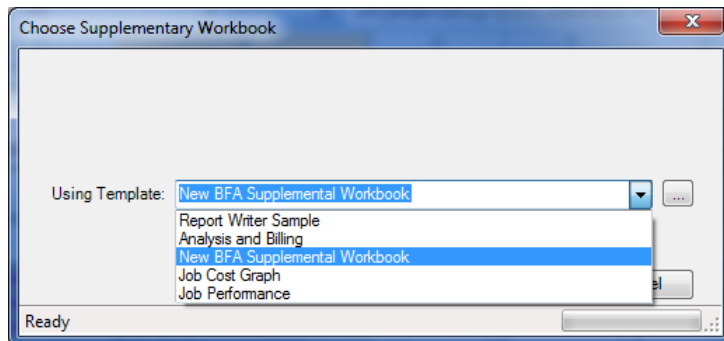 Choose Supplementary Workbook
Using Template: New BFA Supplemental Workbook ...
Report Writer Sample
Analysis and Billing
New BFA Supplemental Workbook
Job Cost Graph
Job Performance
Ready